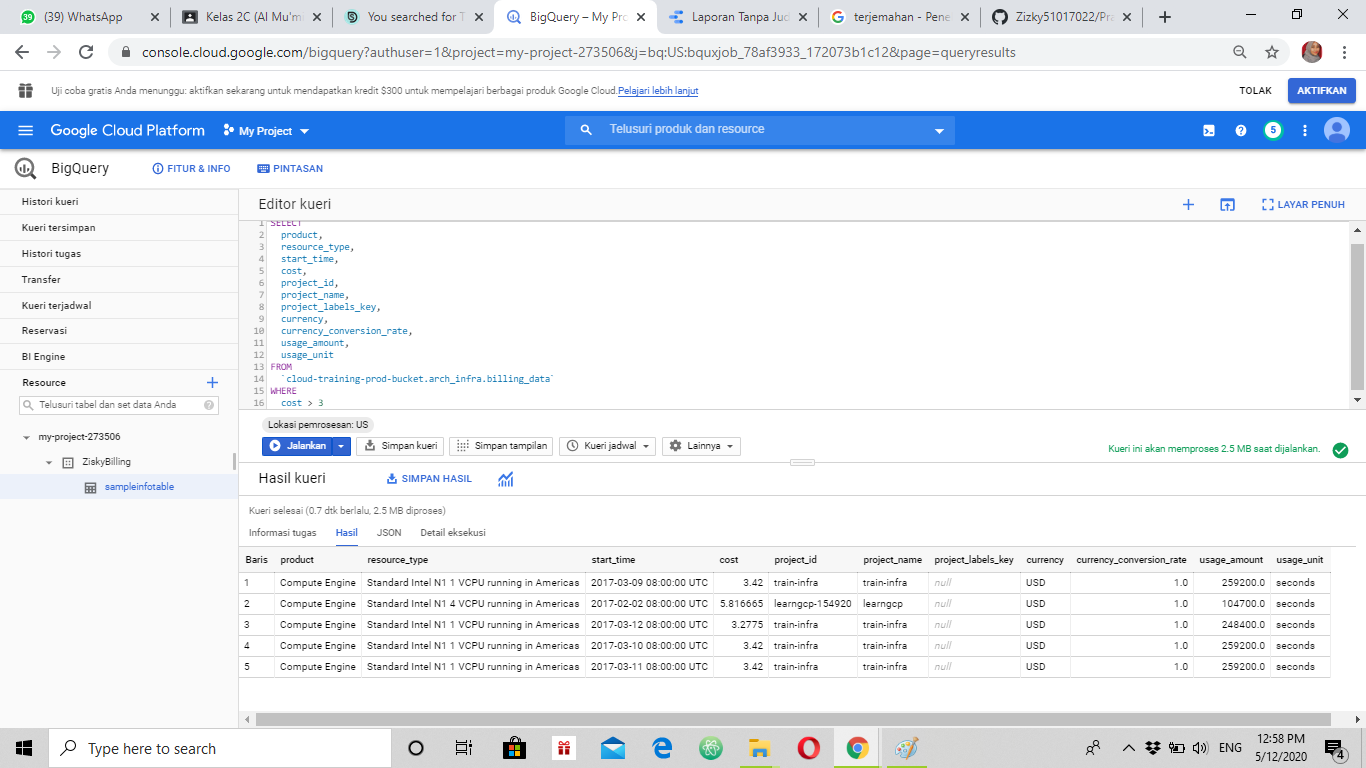 (39) WhatsApp
Kelas 2C (Al Mu'm
You searched for T
BigQuery – My Pro
Laporan Tanpa Jud
terjemahan - Pene
Zizky51017022/Pra
console.cloud.google.com/bigquery?authuser=1&project=my-project-273506&j=bq:US:bquxjob_78af3933_172073b1c12&page=queryresults
Uji coba gratis Anda menunggu: aktifkan sekarang untuk mendapatkan kredit $300 untuk mempelajari berbagai produk Google Cloud.Pelajari lebih lanjut
TOLAK
AKTIFKAN
Google Cloud Platform
My Project
Telusuri produk dan resource
5
BigQuery
FITUR & INFO
PINTASAN
Histori kueri
Kueri tersimpan
Histori tugas
Transfer
Kueri terjadwal
Reservasi
BI Engine
Resource
Telusuri tabel dan set data Anda
my-project-273506
ZiskyBilling
sampleinfotable
Editor kueri
LAYAR PENUH
1 SELECT
2 product,
3 resource_type,
4 start_time,
5 cost,
6 project_id,
7 project_name,
8 project_labels_key,
9 currency,
10 currency_conversion_rate,
11 usage_amount,
12 usage_unit
13 FROM
14 `cloud-training-prod-bucket.arch_infra.billing_data`
15 WHERE
16 cost > 3
Lokasi pemrosesan: US
Jalankan
Simpan kueri
Simpan tampilan
Kueri jadwal
Lainnya
Kueri ini akan memproses 2.5 MB saat dijalankan.
Hasil kueri
SIMPAN HASIL
Kueri selesai (0.7 dtk berlalu, 2.5 MB diproses)
Informasi tugas Hasil JSON Detail eksekusi
Baris product resource_type start_time cost project_id project_name project_labels_key currency currency_conversion_rate usage_amount usage_unit
1 Compute Engine Standard Intel N1 1 VCPU running in Americas 2017-03-09 08:00:00 UTC 3.42 train-infra train-infra null USD 1.0 259200.0 seconds
2 Compute Engine Standard Intel N1 4 VCPU running in Americas 2017-02-02 08:00:00 UTC 5.816665 learngcp-154920 learngcp null USD 1.0 104700.0 seconds
3 Compute Engine Standard Intel N1 1 VCPU running in Americas 2017-03-12 08:00:00 UTC 3.2775 train-infra train-infra null USD 1.0 248400.0 seconds
4 Compute Engine Standard Intel N1 1 VCPU running in Americas 2017-03-10 08:00:00 UTC 3.42 train-infra train-infra null USD 1.0 259200.0 seconds
5 Compute Engine Standard Intel N1 1 VCPU running in Americas 2017-03-11 08:00:00 UTC 3.42 train-infra train-infra null USD 1.0 259200.0 seconds
Type here to search
ENG
12:58 PM
5/12/2020
4